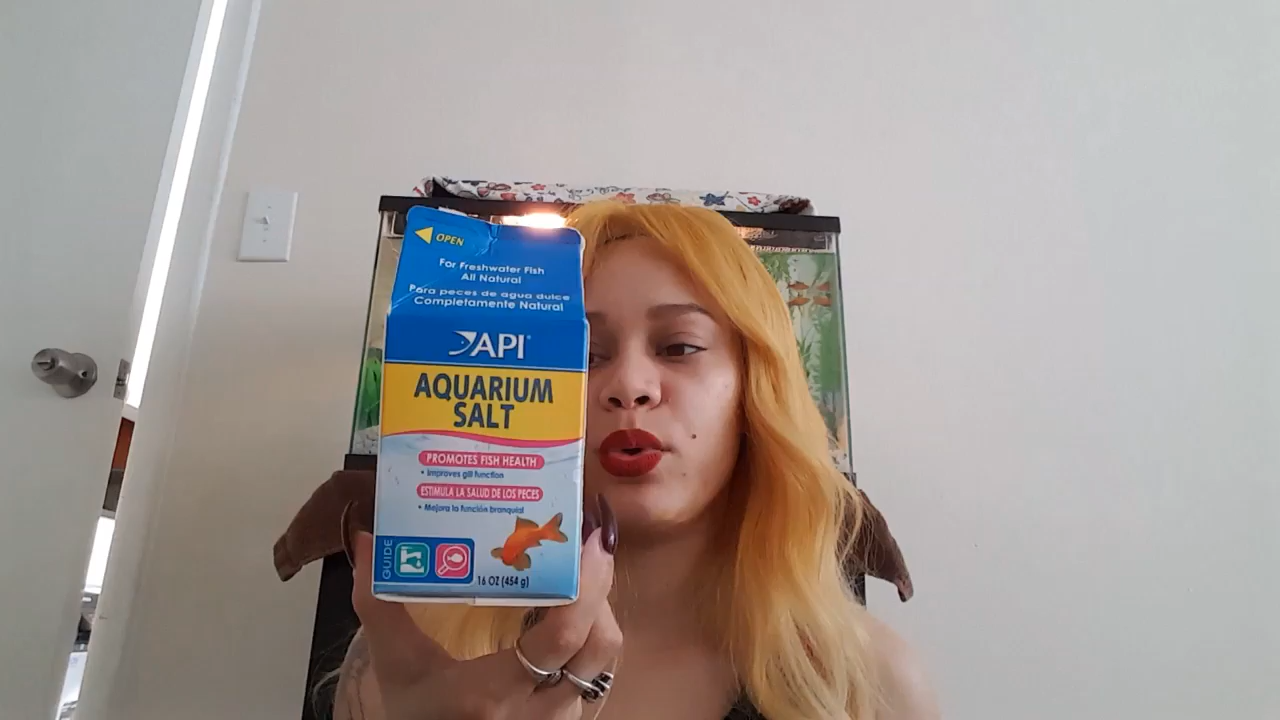 OPEN
For Freshwater Fish
All Natural
Para peces de agua dulce
Completamente Natural
API®
AQUARIUM
SALT
PROMOTES FISH HEALTH
• Improves gill function
ESTIMULA LA SALUD DE LOS PECES
• Mejora la función branquial
GUIDE
16 OZ (454 g)